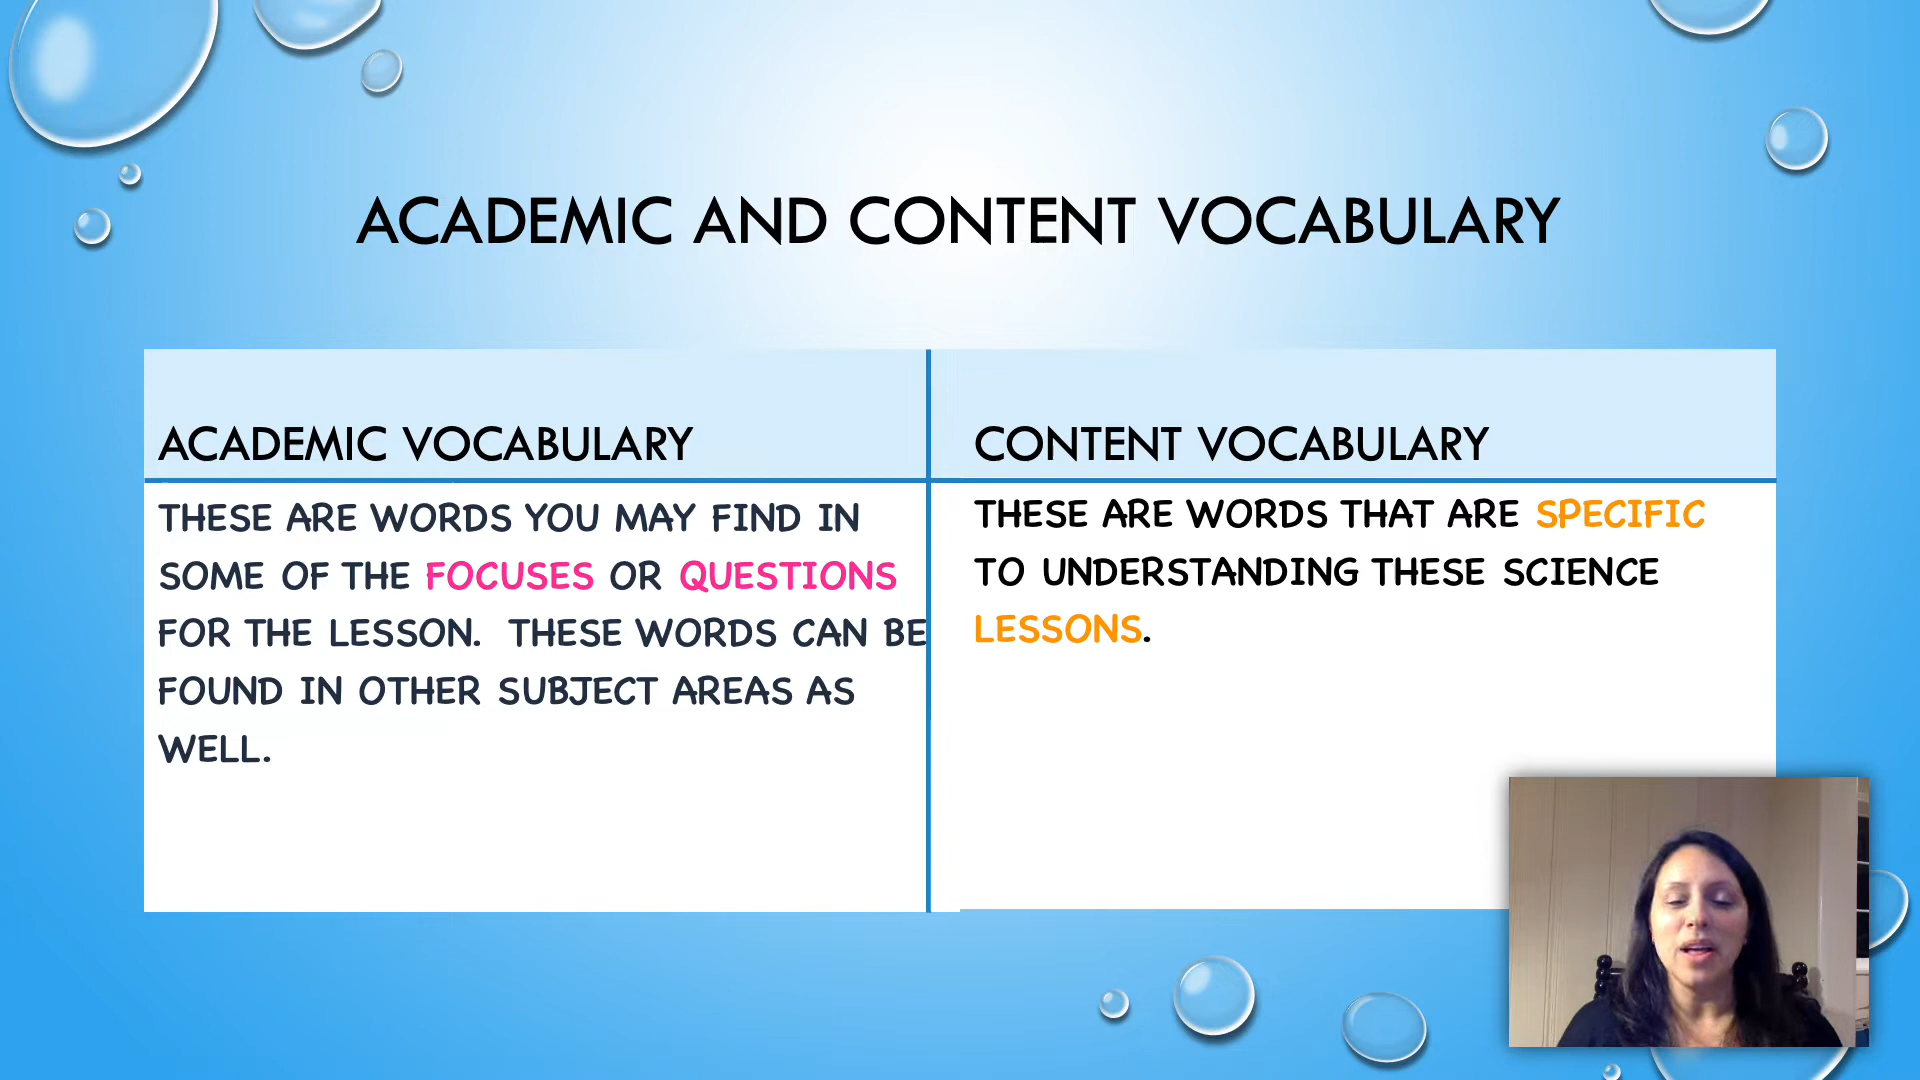 ACADEMIC AND CONTENT VOCABULARY
ACADEMIC VOCABULARY
THESE ARE WORDS YOU MAY FIND IN
SOME OF THE FOCUSES OR QUESTIONS
FOR THE LESSON. THESE WORDS CAN BE
FOUND IN OTHER SUBJECT AREAS AS
WELL.
CONTENT VOCABULARY
THESE ARE WORDS THAT ARE SPECIFIC
TO UNDERSTANDING THESE SCIENCE
LESSONS.